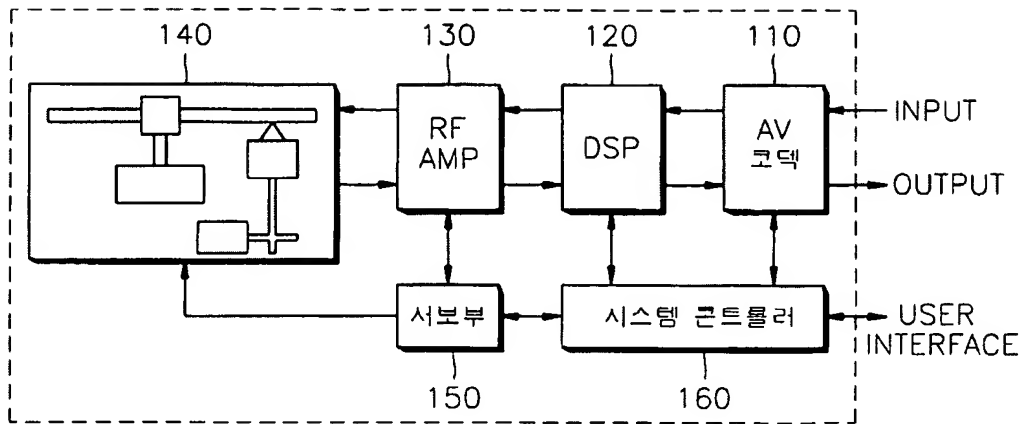 140
130
120
110
RF
AMP
DSP
AV
코덱
INPUT
OUTPUT
서보부
시스템 콘트롤러
USER
INTERFACE
150
160